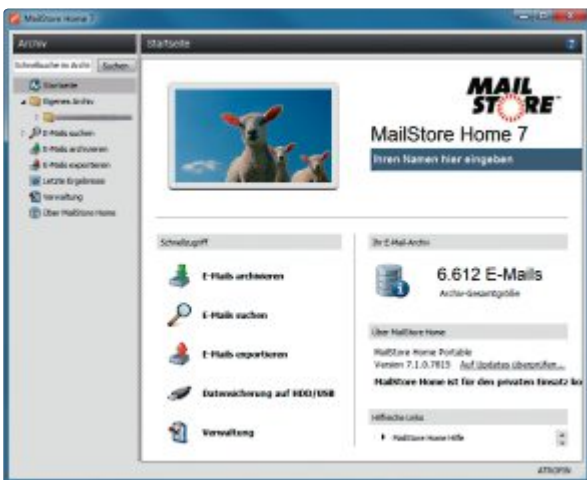 MailStore Home 7
Archiv
Startseite
Schnellsuche in Archiv
Suchen
Startseite
Eigenes Archiv
E-Mails suchen
E-Mails archivieren
E-Mails exportieren
Letzte Ergebnisse
Verwaltung
Über MailStore Home
MAIL
STORE
MailStore Home 7
Ihren Namen hier eingeben
Schnellzugriff
E-Mails archivieren
E-Mails suchen
E-Mails exportieren
Datensicherung auf HDD/USB
Verwaltung
Ihr E-Mail-Archiv
6.612 E-Mails
Archiv-Gesamtgröße
Über MailStore Home
MailStore Home Portable
Version 7.1.0.7815 Auf Updates überprüfen...
MailStore Home ist für den privaten Einsatz ko
Hilfreiche Links
MailStore Home Hilfe